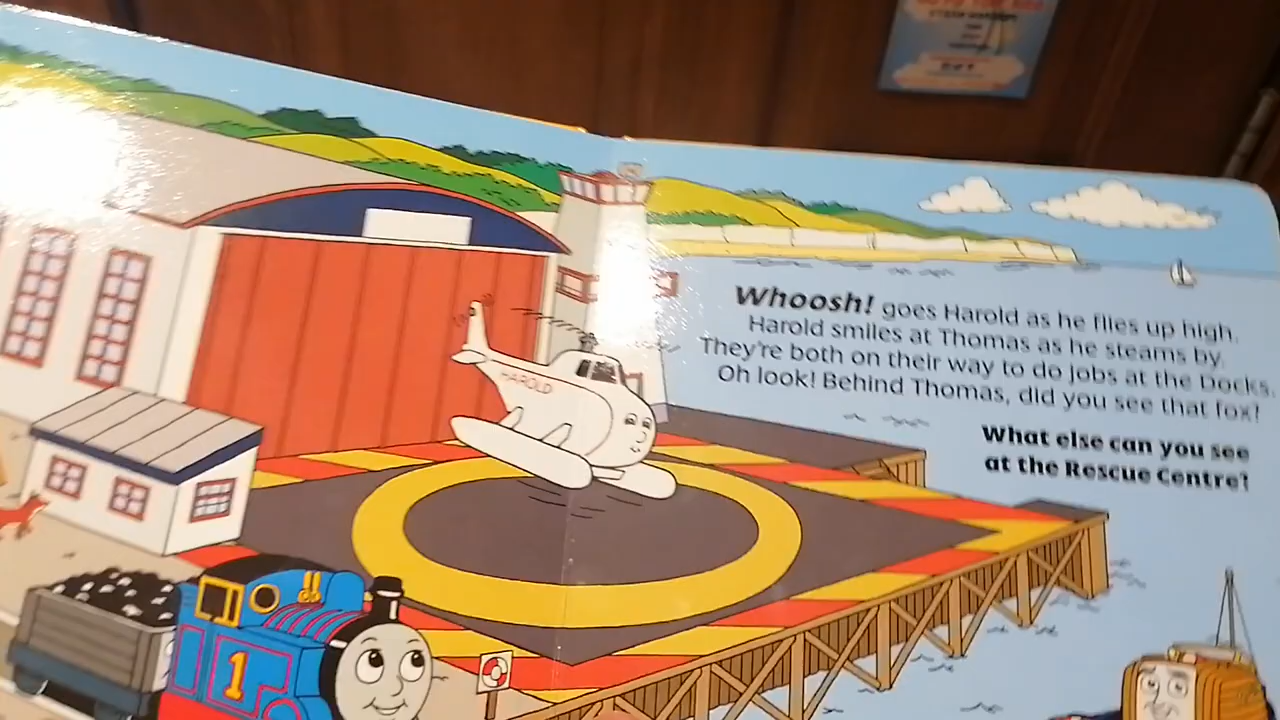 Whoosh! goes Harold as he flies up high.
Harold smiles at Thomas as he steams by.
They're both on their way to do jobs at the Docks.
Oh look! Behind Thomas, did you see that fox?
What else can you see
at the Rescue Centre?
HAROLD
1